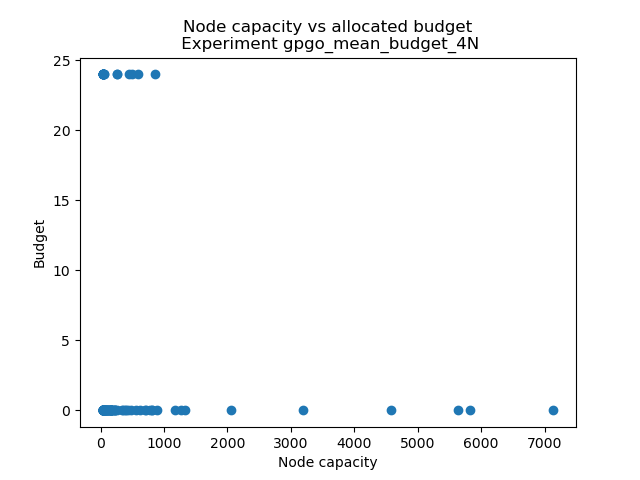 Node capacity vs allocated budget
Experiment gpgo_mean_budget_4N
25
20
15
10
5
0
Budget
0 1000 2000 3000 4000 5000 6000 7000
Node capacity